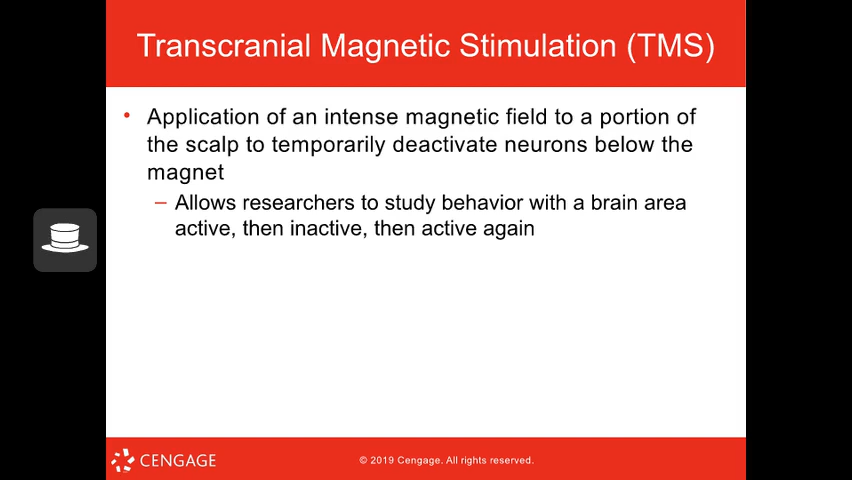 Transcranial Magnetic Stimulation (TMS)
• Application of an intense magnetic field to a portion of
the scalp to temporarily deactivate neurons below the
magnet
– Allows researchers to study behavior with a brain area
active, then inactive, then active again
CENGAGE
© 2019 Cengage. All rights reserved.